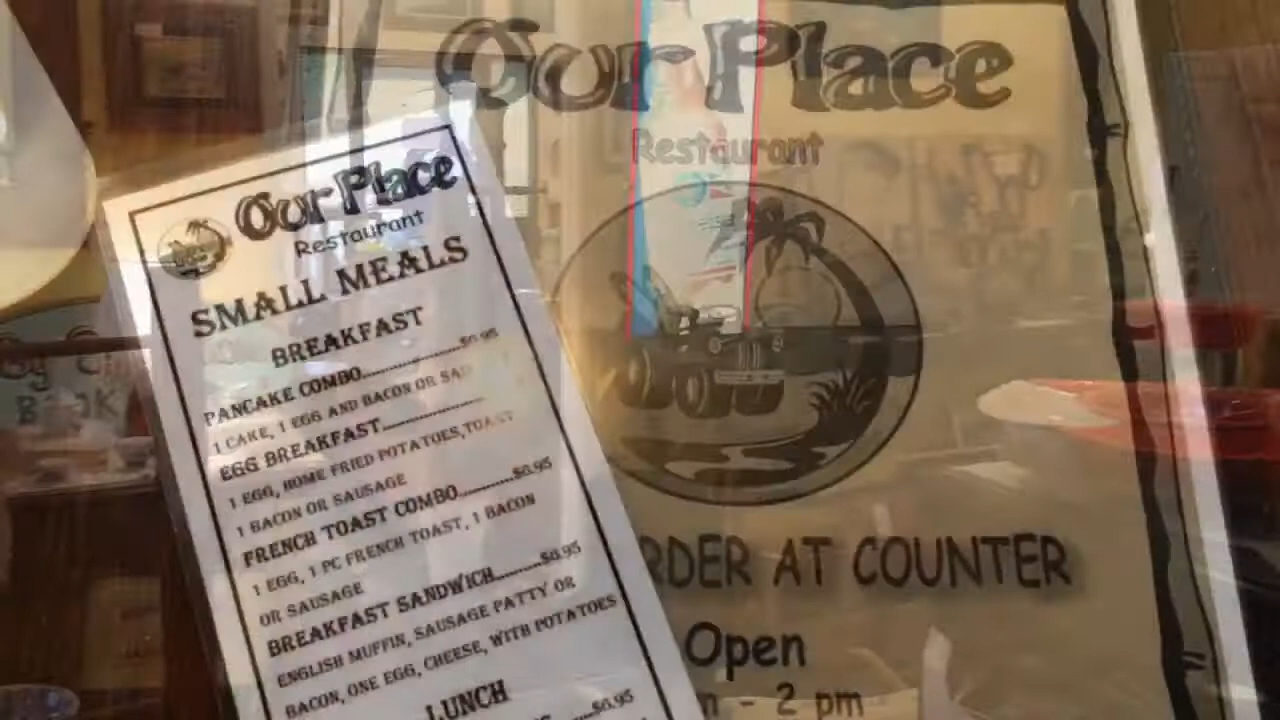 Our Place
Restaurant
Our Place
Restaurant
SMALL MEALS
BREAKFAST
PANCAKE COMBO....................$6.95
1 CAKE, 1 EGG AND BACON OR
EGG BREAKFAST....................
1 EGG, HOME FRIED POTATOES, TOAST
1 BACON OR SAUSAGE
FRENCH TOAST COMBO.............$6.95
1 EGG, 1 PC FRENCH TOAST, 1 BACON
OR SAUSAGE
BREAKFAST SANDWICH...........$6.95
ENGLISH MUFFIN, SAUSAGE PATTY OR
BACON, ONE EGG, CHEESE, WITH POTATOES
LUNCH
$6.95
RDER AT COUNTER
Open
- 2 pm
BOOK